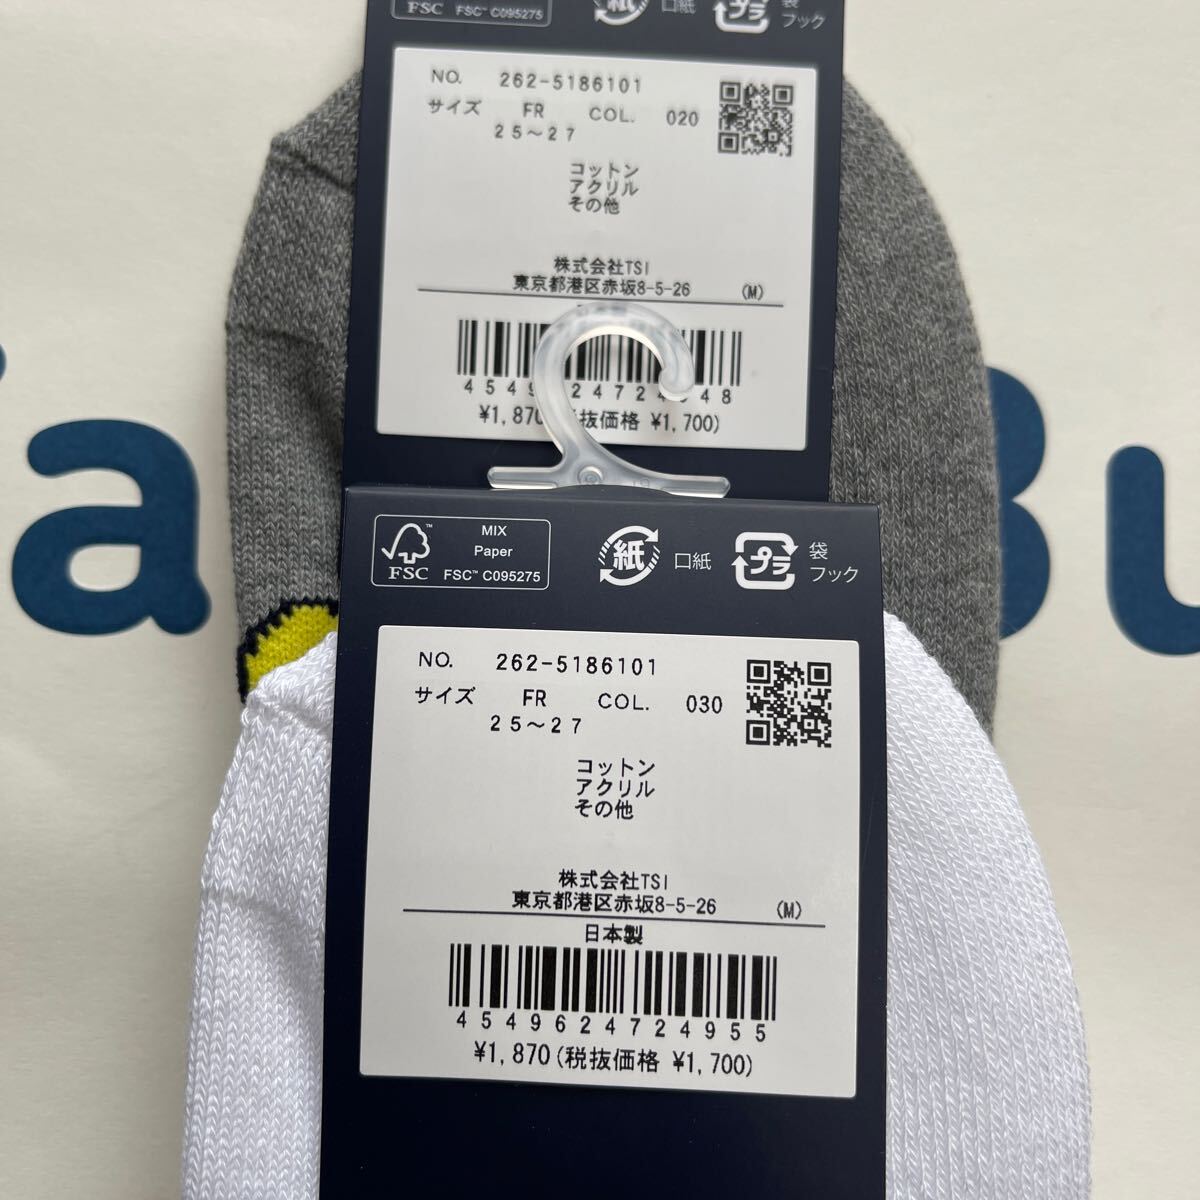 FSC FSC™ C095275
紙 口紙
プラ 袋
フック
NO. 262-5186101
サイズ FR COL. 020
25～27
コットン
アクリル
その他
株式会社TSI
東京都港区赤坂8-5-26 (M)
¥1,870 抜価格 ¥1,700)
a Bu
MIX
Paper
FSC FSC™ C095275
紙 口紙
プラ 袋
フック
NO. 262-5186101
サイズ FR COL. 030
25～27
コットン
アクリル
その他
株式会社TSI
東京都港区赤坂8-5-26 (M)
日本製
4549624724955
¥1,870(税抜価格 ¥1,700)